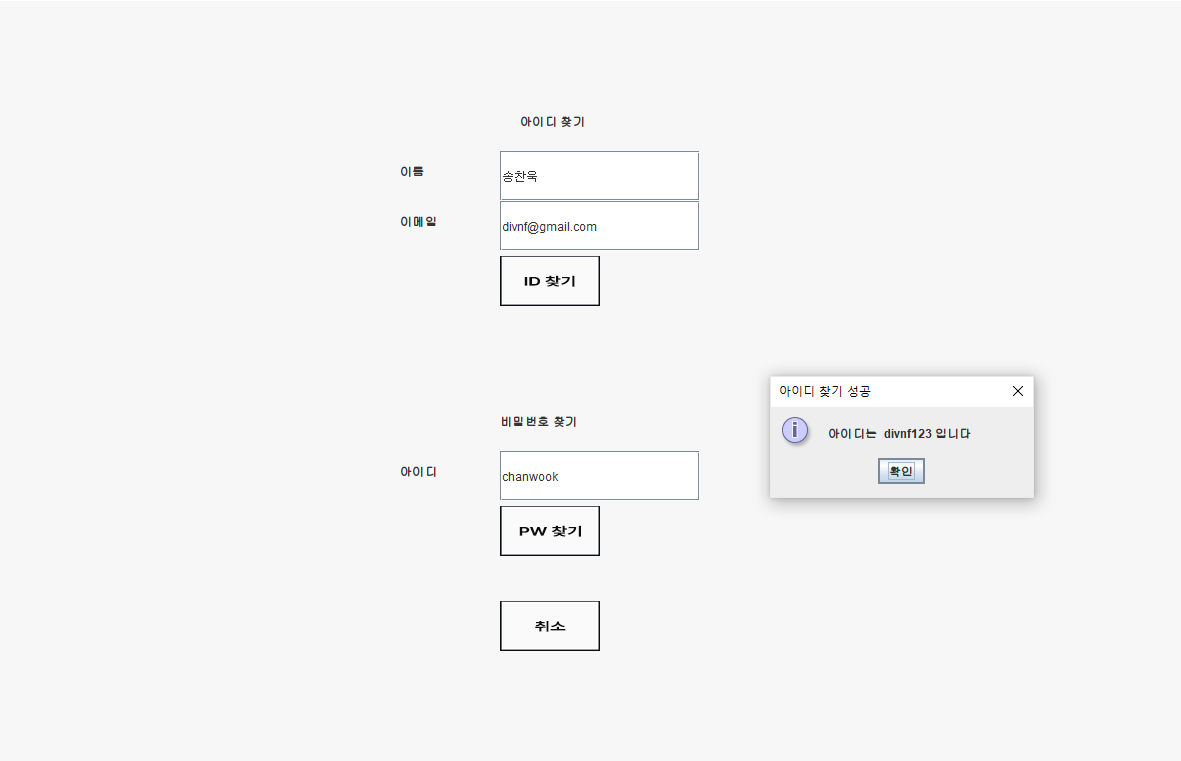 아이디 찾기
이름
송찬욱
이메일
divnf@gmail.com
ID 찾기
비밀번호 찾기
아이디
chanwook
PW 찾기
취소
아이디 찾기 성공
아이디는 divnf123 입니다
확인